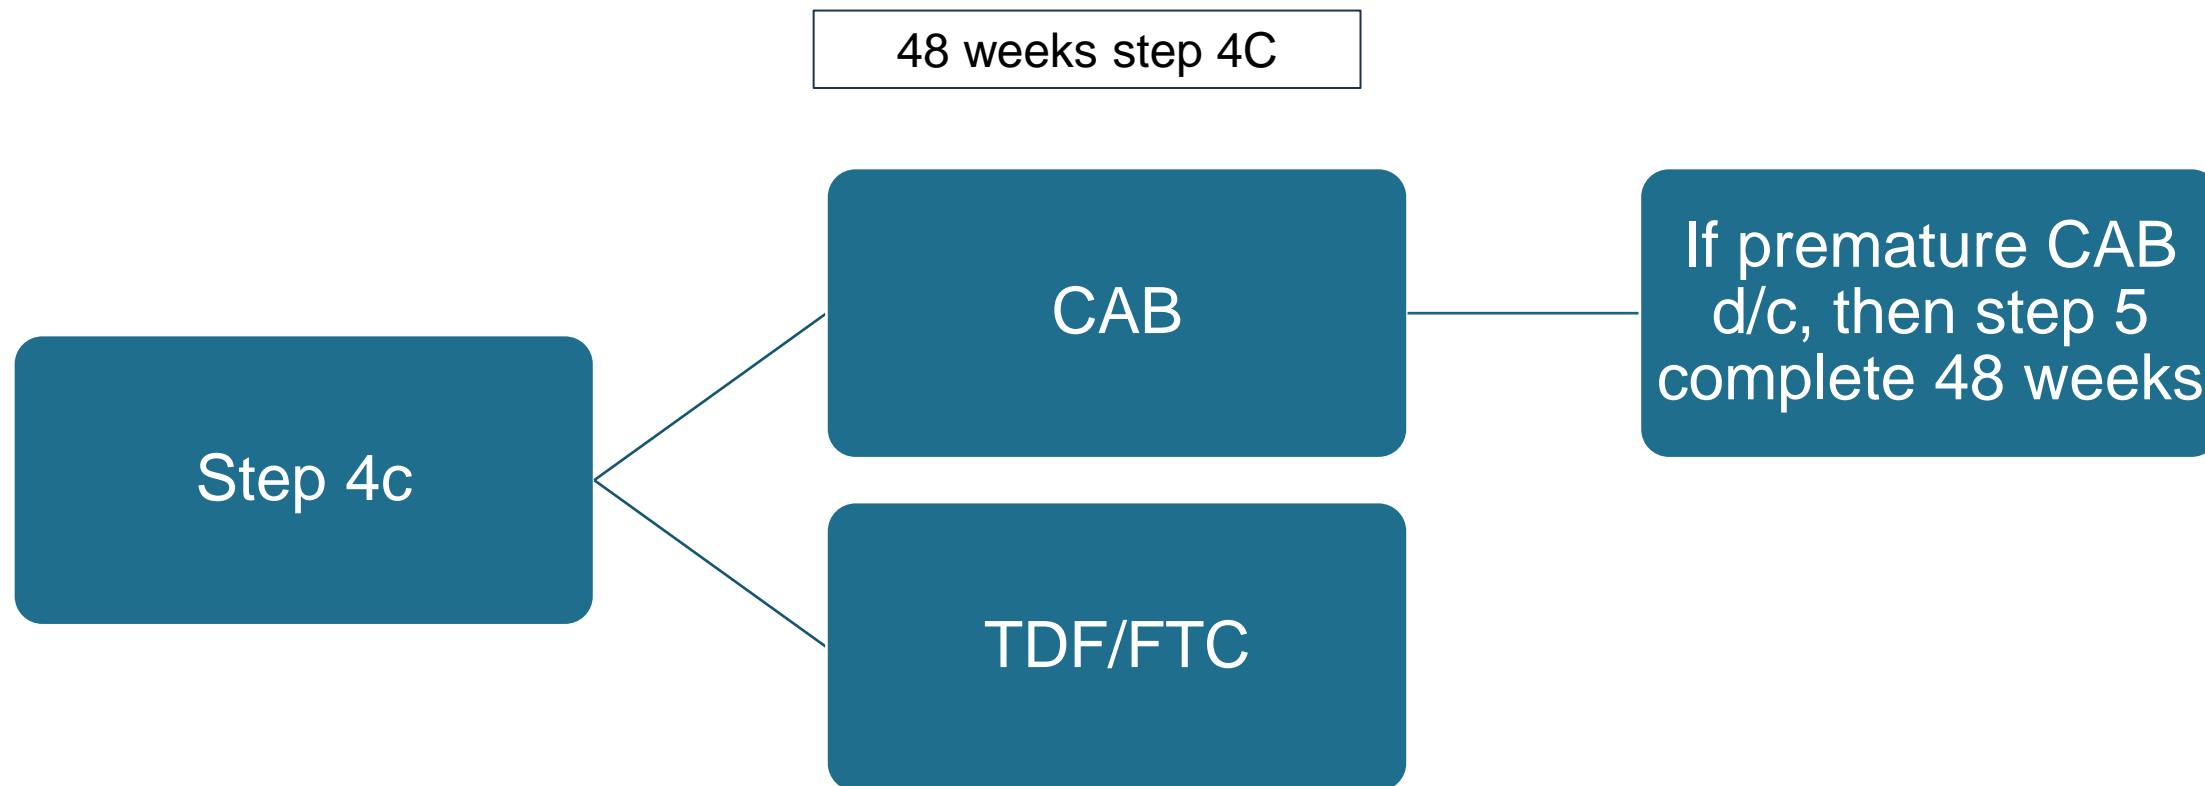 48 weeks step 4C
Step 4c
CAB
TDF/FTC
If premature CAB
d/c, then step 5
complete 48 weeks